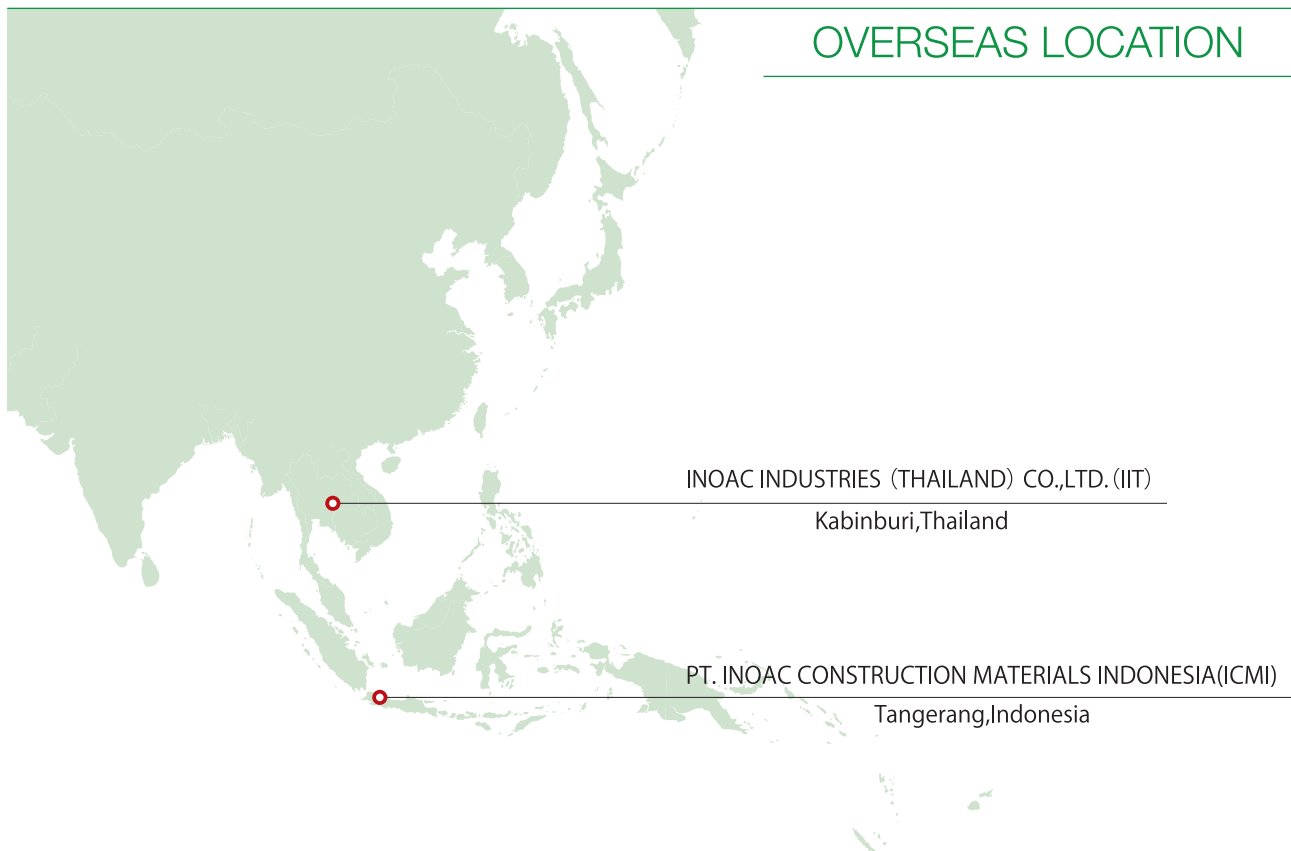 OVERSEAS LOCATION
INOAC INDUSTRIES (THAILAND) CO.,LTD.(IIT)
Kabinburi,Thailand
PT. INOAC CONSTRUCTION MATERIALS INDONESIA(ICMI)
Tangerang,Indonesia